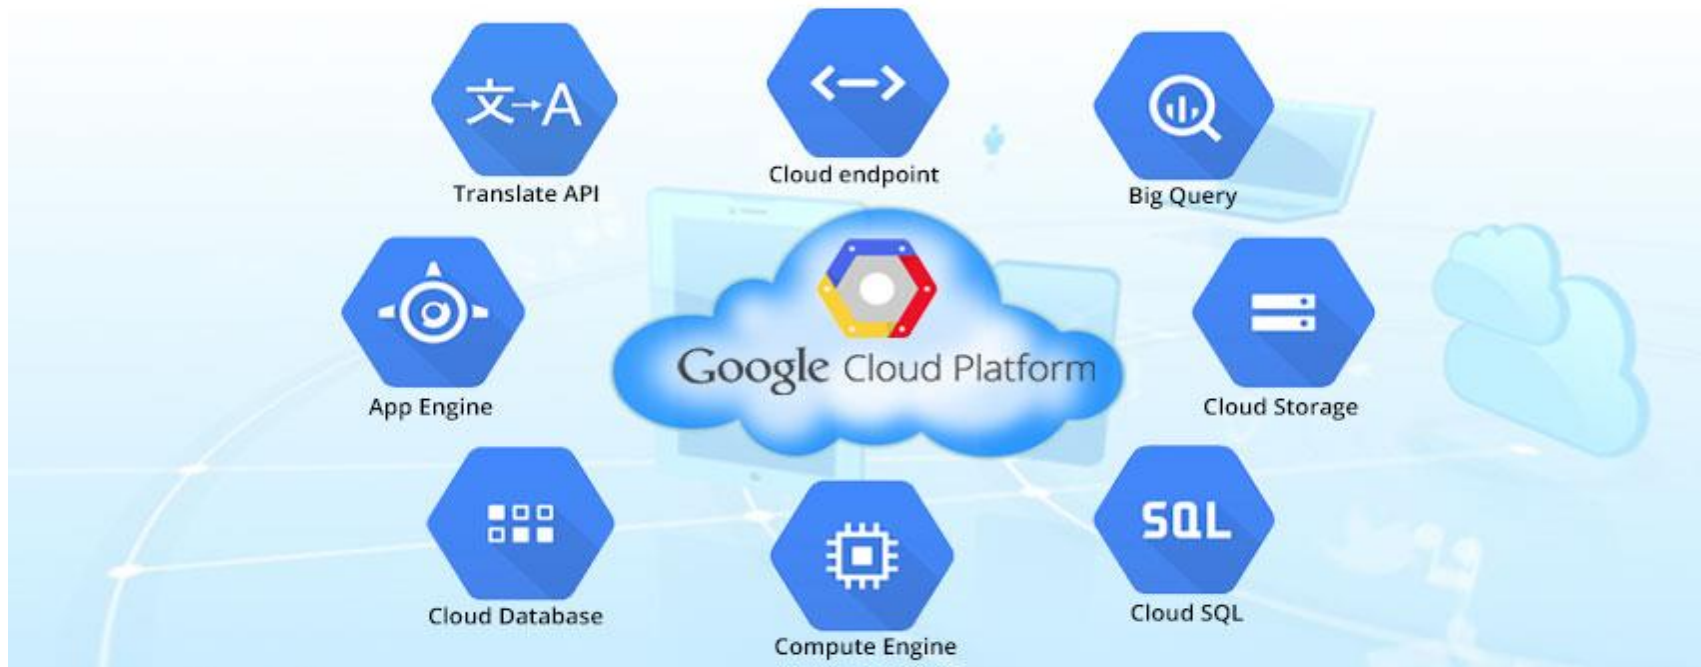 文→A
Translate API
Cloud endpoint
Big Query
App Engine
Google Cloud Platform
Cloud Storage
Cloud Database
Compute Engine
SQL
Cloud SQL